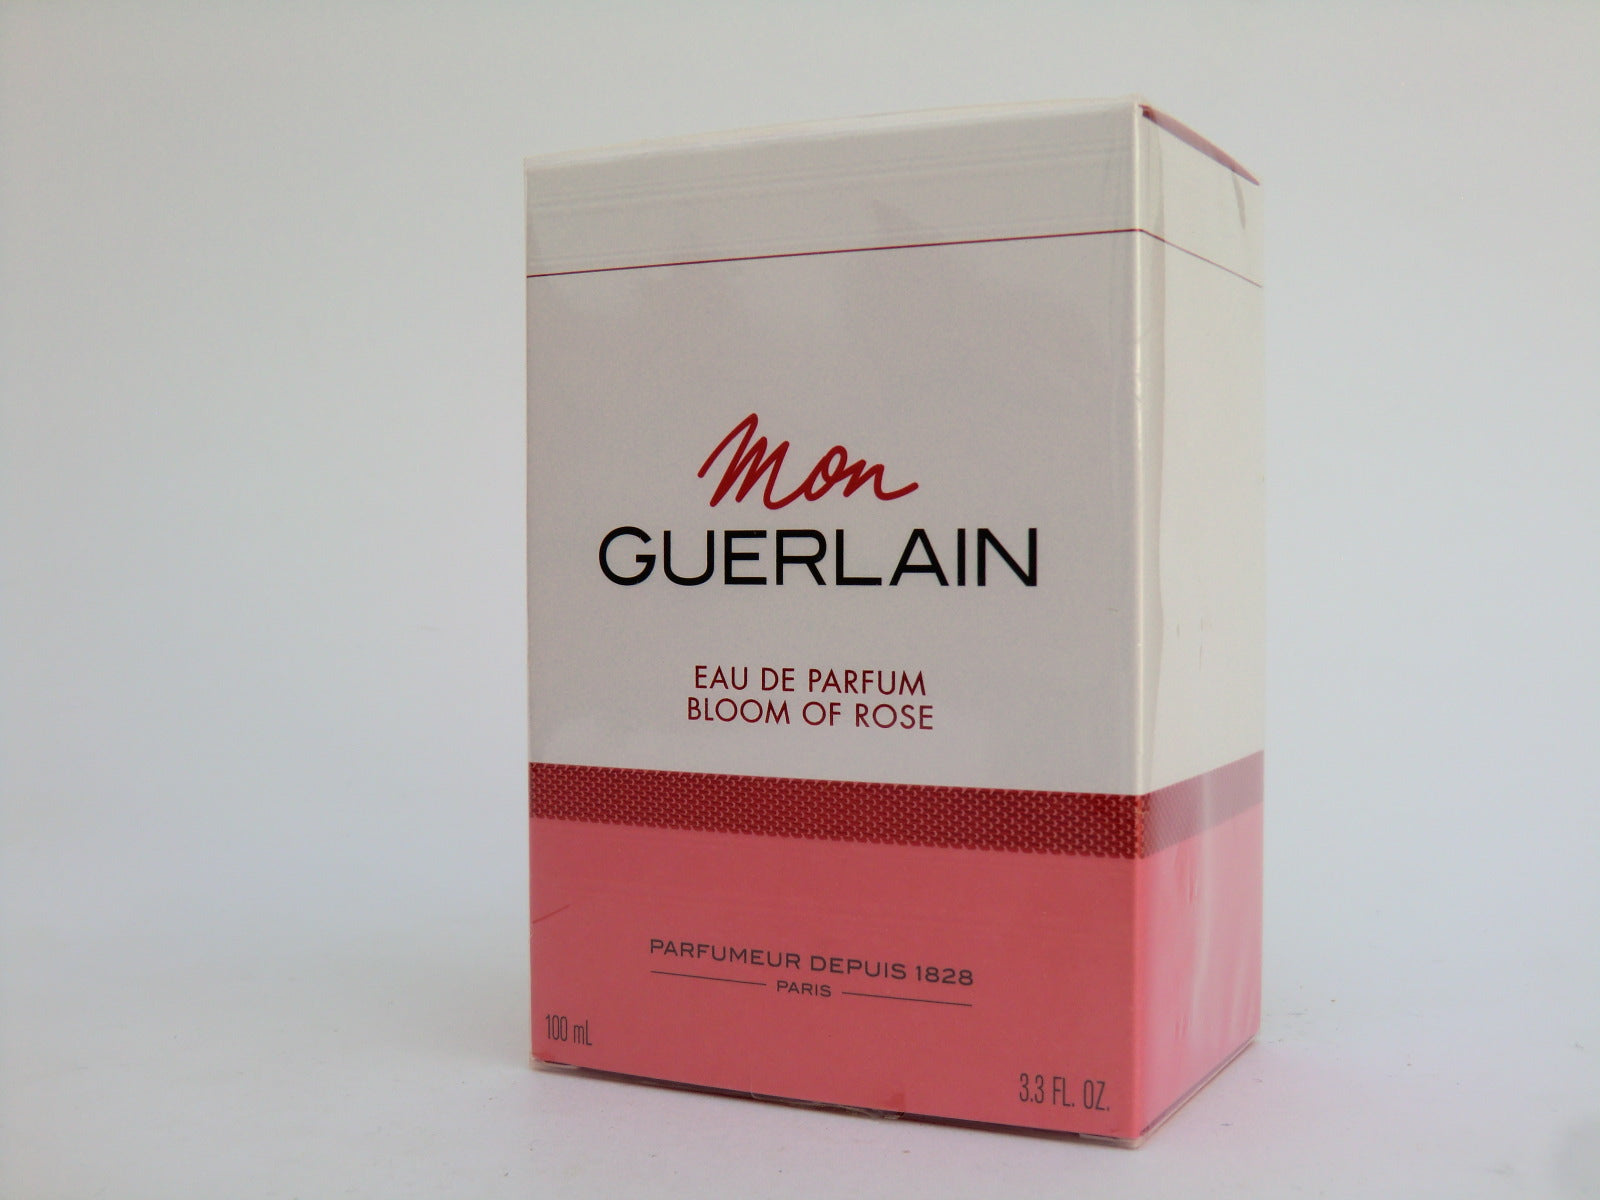 Mon
GUERLAIN
EAU DE PARFUM
BLOOM OF ROSE
PARFUMEUR DEPUIS 1828
PARIS
100 mL
3.3 FL. OZ.